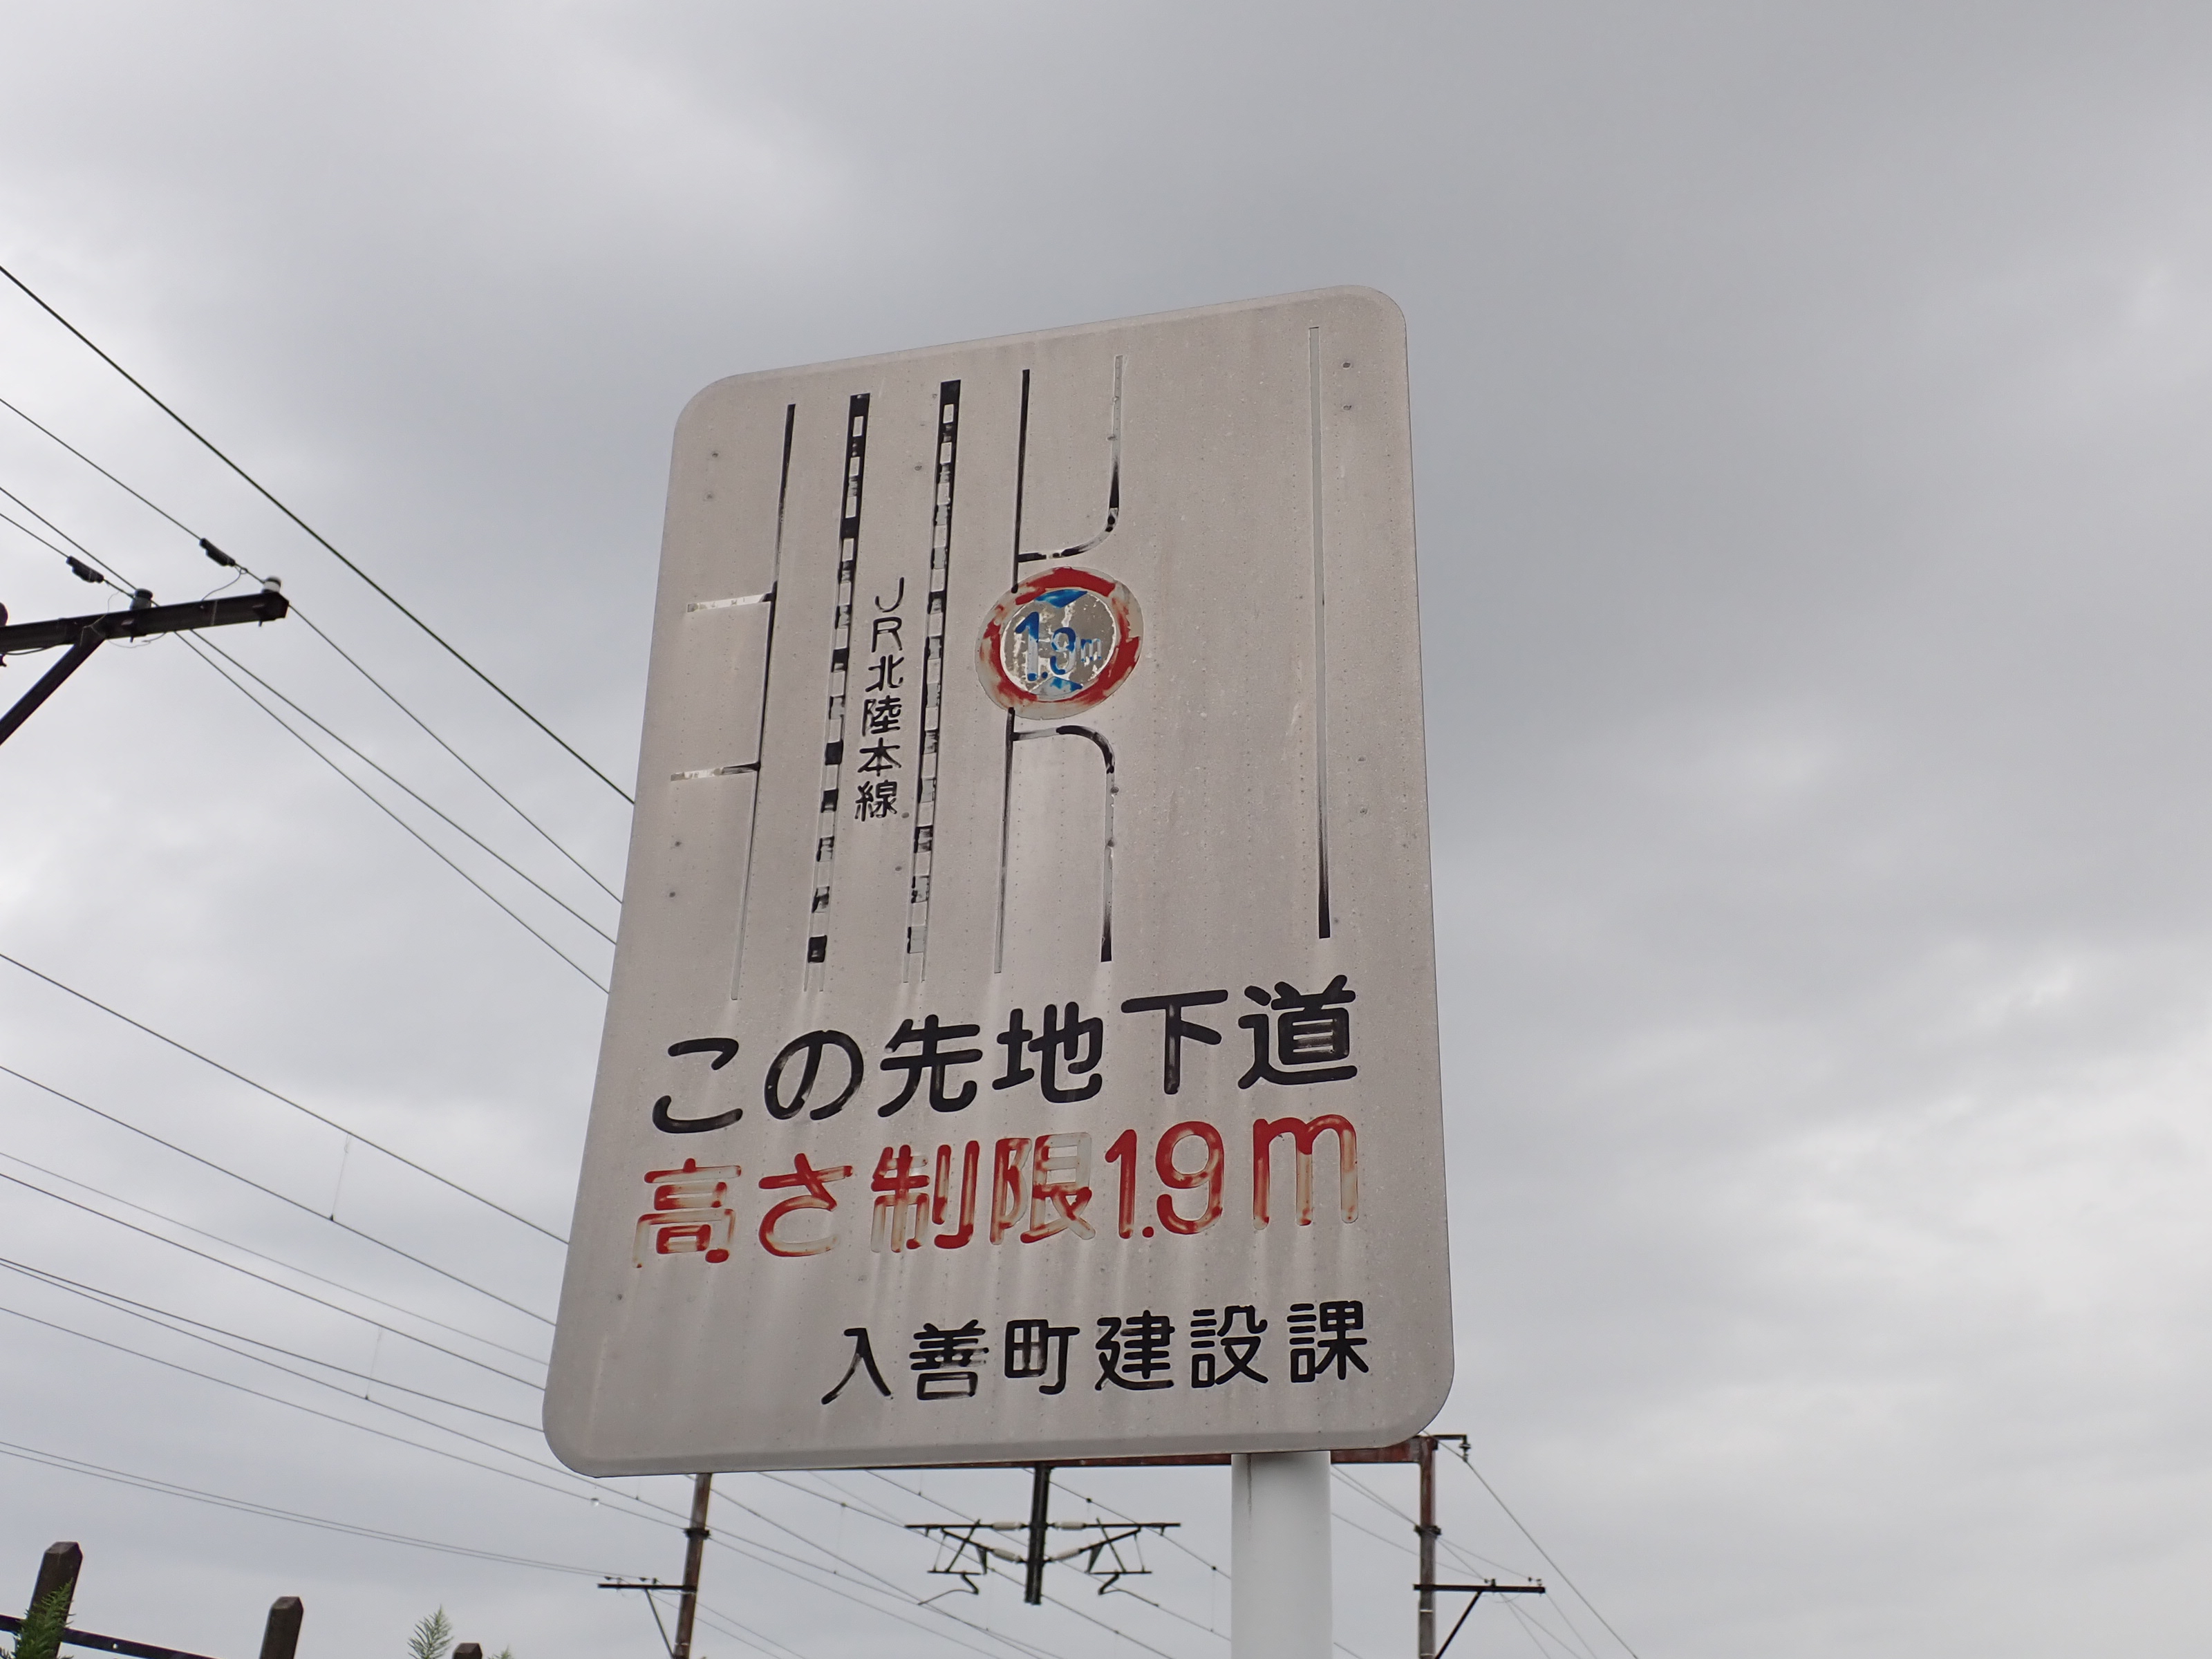 JR北陸本線
1.9m
この先地下道
高さ制限1.9m
入善町建設課